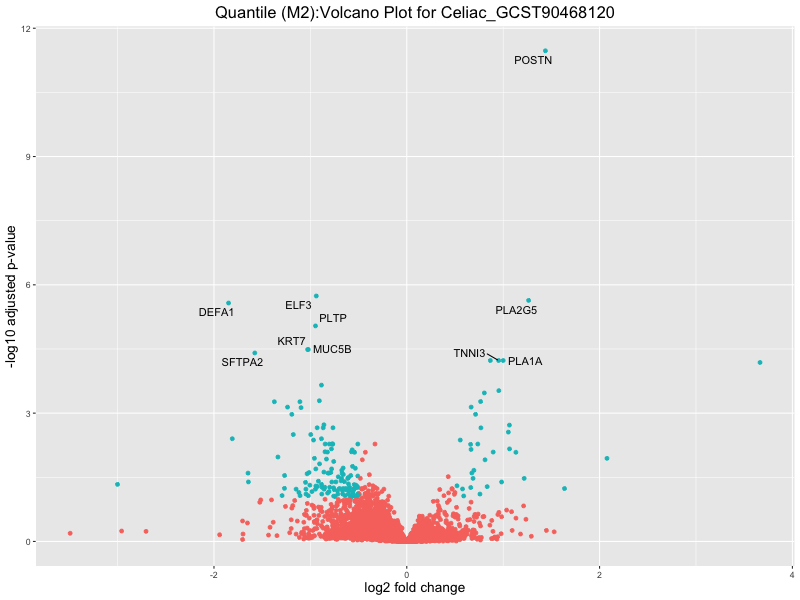 Quantile (M2):Volcano Plot for Celiac_GCST90468120
12
POSTN
9
-log10 adjusted p-value
6
ELF3
DEFA1
PLA2G5
PLTP
KRT7
MUC5B
TNNI3
SFTPA2
PLA1A
3
0
-2
0
2
4
log2 fold change